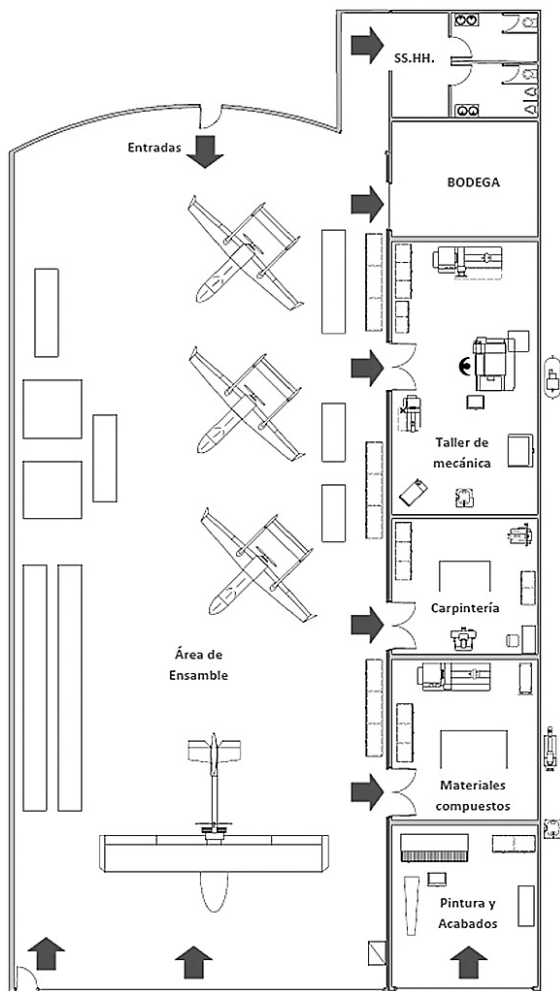 SS.HH.
Entradas
BODEGA
Taller de
mecánica
Carpintería
Área de
Ensamble
Materiales
compuestos
Pintura y
Acabados